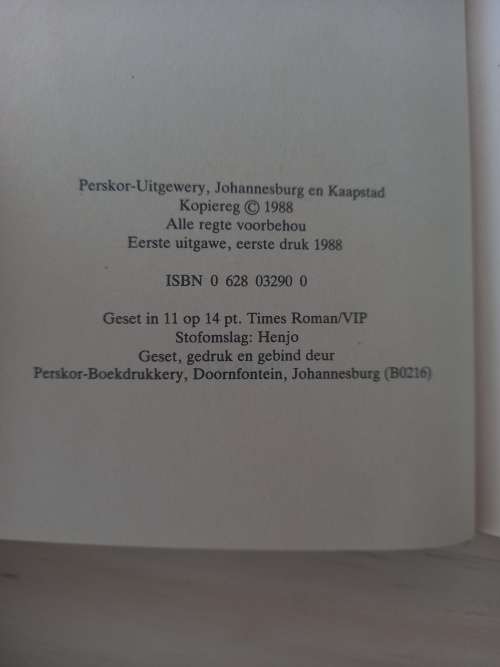 Perskor-Uitgewery, Johannesburg en Kaapstad
Kopiereg © 1988
Alle regte voorbehou
Eerste uitgawe, eerste druk 1988
ISBN 0 628 03290 0
Geset in 11 op 14 pt. Times Roman/VIP
Stofomslag: Henjo
Geset, gedruk en gebind deur
Perskor-Boekdrukkery, Doornfontein, Johannesburg (B0216)